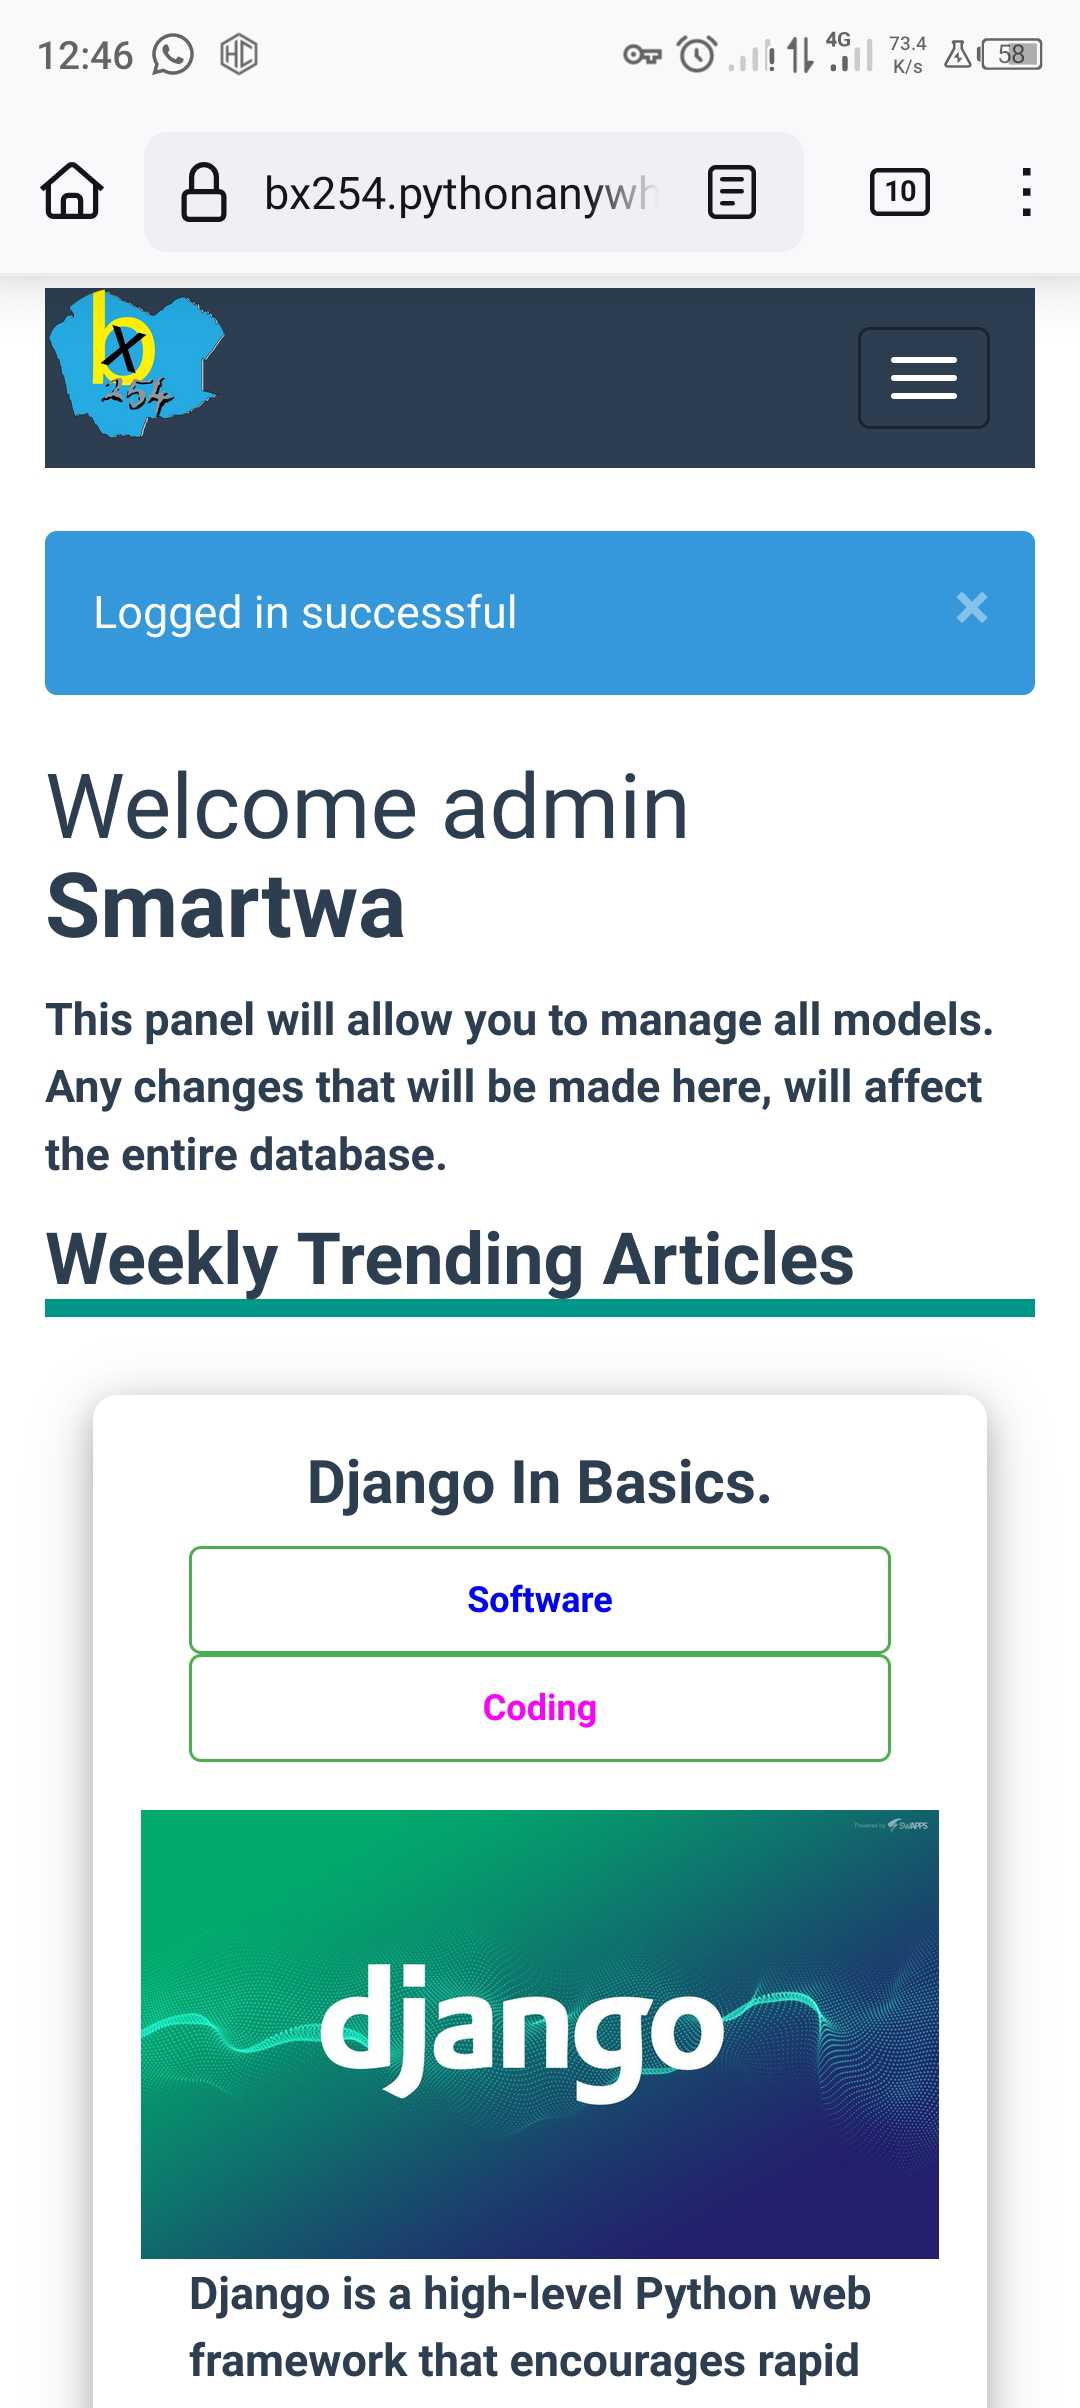 12:46
4G
73.4
K/s
58
bx254.pythonanywh
10
bx
254
Logged in successful
×
Welcome admin
Smartwa
This panel will allow you to manage all models.
Any changes that will be made here, will affect
the entire database.
Weekly Trending Articles
Django In Basics.
Software
Coding
Powered by SWAPPS
django
Django is a high-level Python web
framework that encourages rapid